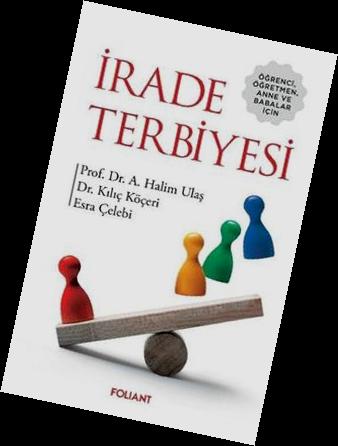 İRADE
TERBİYESİ
ÖĞRENCİ,
ÖĞRETMEN,
ANNE VE
BABALAR
İÇİN
Prof. Dr. A. Halim Ulaş
Dr. Kılıç Köçeri
Esra Çelebi
FOLIANT